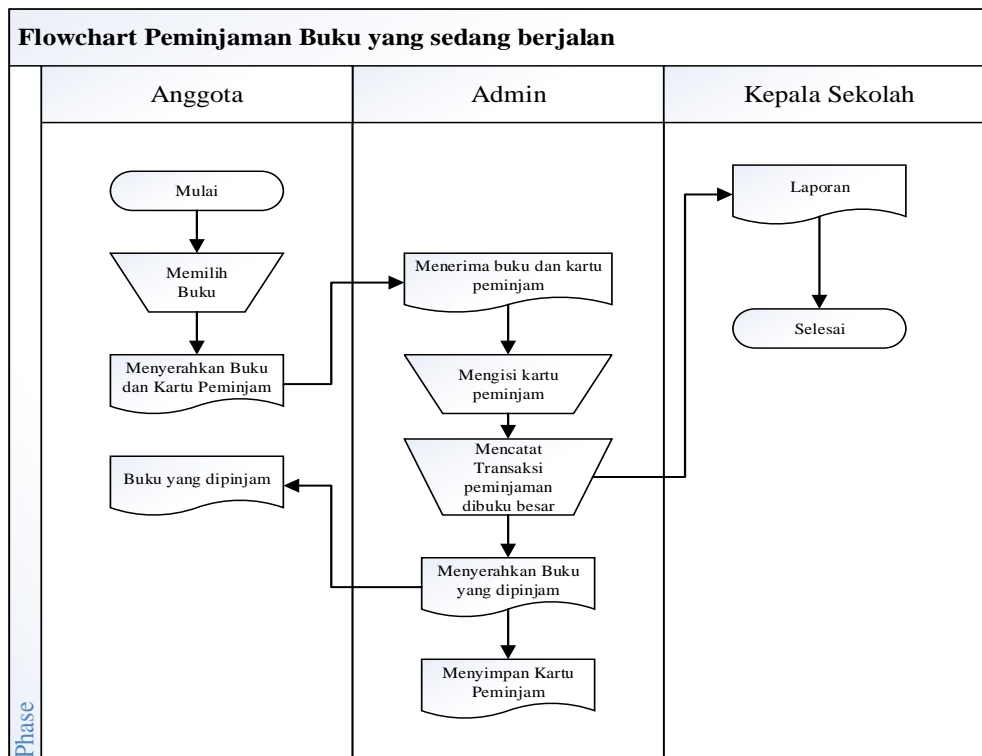 Flowchart Peminjaman Buku yang sedang berjalan
Anggota
Admin
Kepala Sekolah
Mulai
Memilih
Buku
Menyerahkan Buku
dan Kartu Peminjam
Buku yang dipinjam
Menerima buku dan kartu
peminjam
Mengisi kartu
peminjam
Mencatat
Transaksi
peminjaman
dibuku besar
Menyerahkan Buku
yang dipinjam
Menyimpan Kartu
Peminjam
Laporan
Selesai
Phase